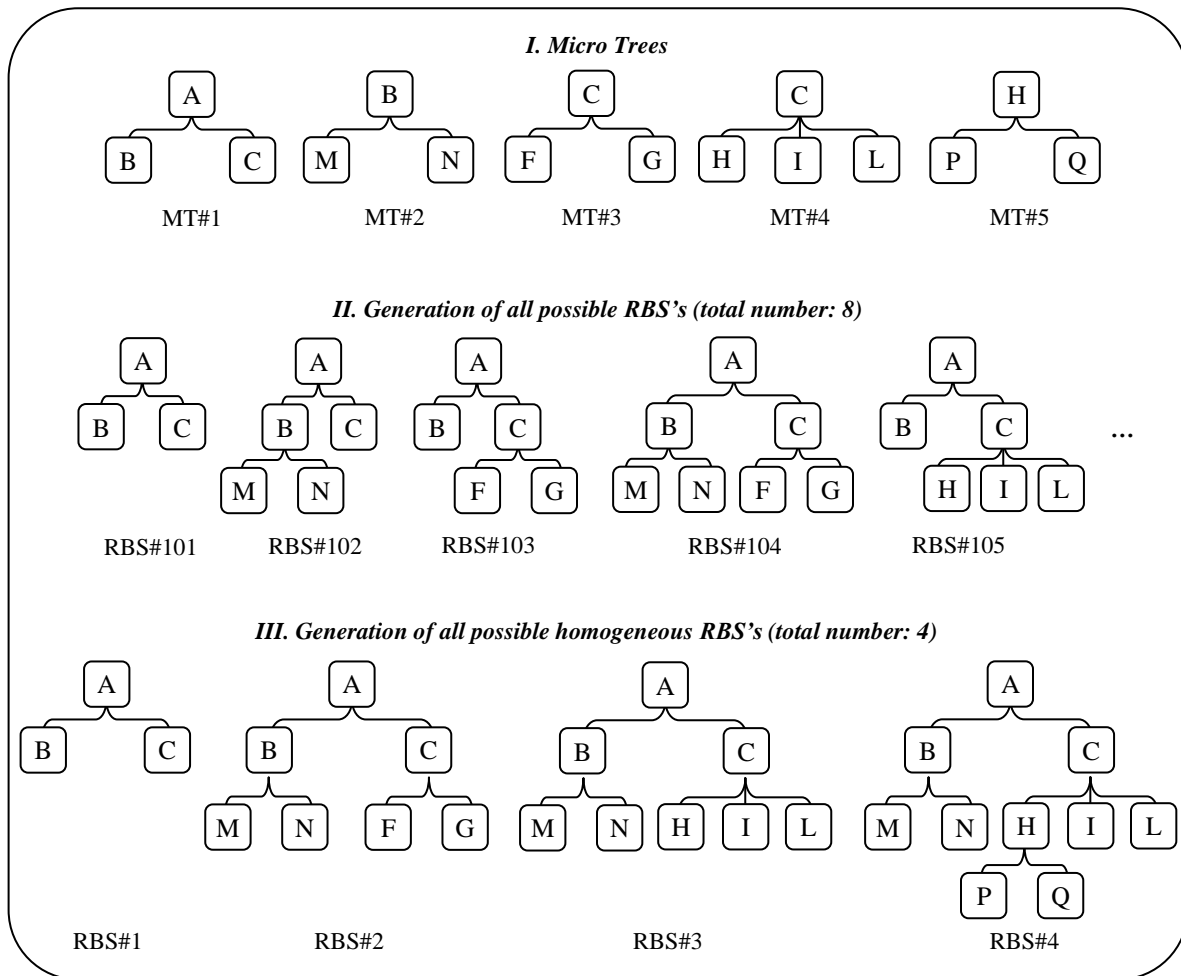 I. Micro Trees
A B C C H
B C M N F G H I L P Q
MT#1 MT#2 MT#3 MT#4 MT#5
II. Generation of all possible RBS's (total number: 8)
A A A A A
B C B C B C B C B C ...
M N F G M N F G H I L
RBS#101 RBS#102 RBS#103 RBS#104 RBS#105
III. Generation of all possible homogeneous RBS's (total number: 4)
A A A A
B C B C B C B C
M N F G M N H I L M N H I L
P Q
RBS#1 RBS#2 RBS#3 RBS#4